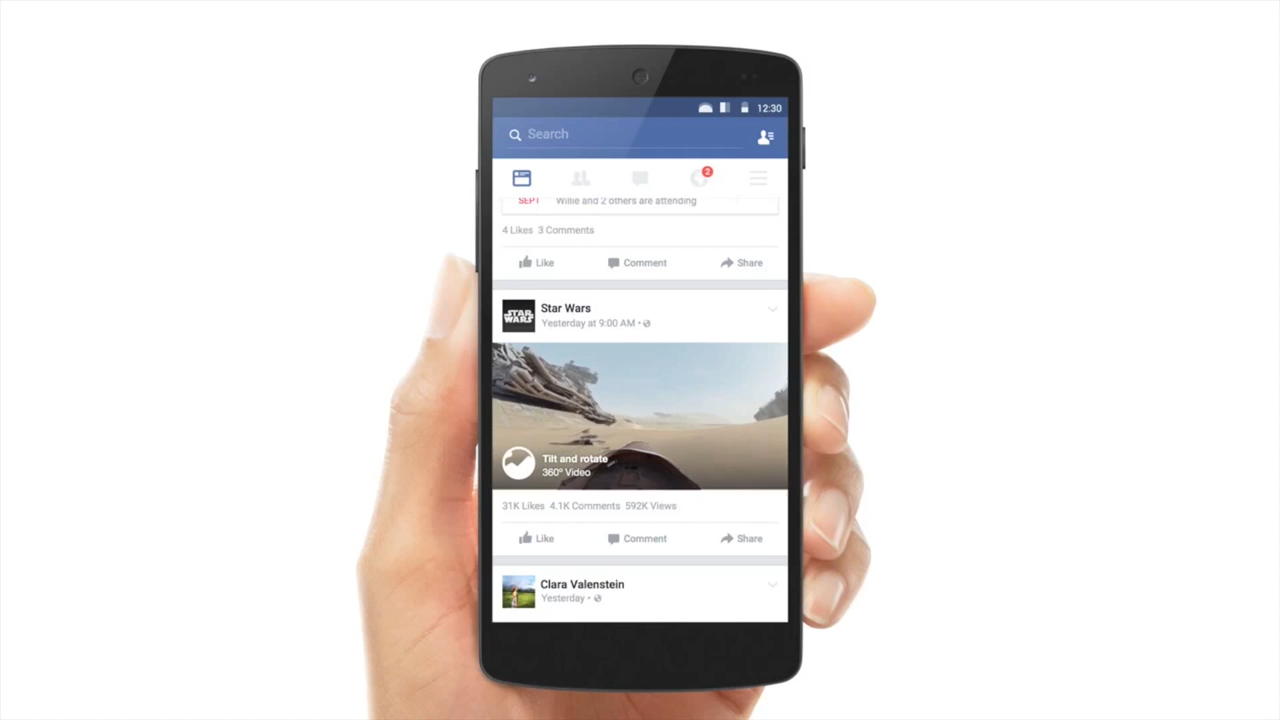 12:30
Search
2
SEPT Willie and 2 others are attending
4 Likes 3 Comments
Like Comment Share
STAR WARS
Star Wars
Yesterday at 9:00 AM •
Tilt and rotate
360° Video
31K Likes 4.1K Comments 592K Views
Like Comment Share
Clara Valenstein
Yesterday •